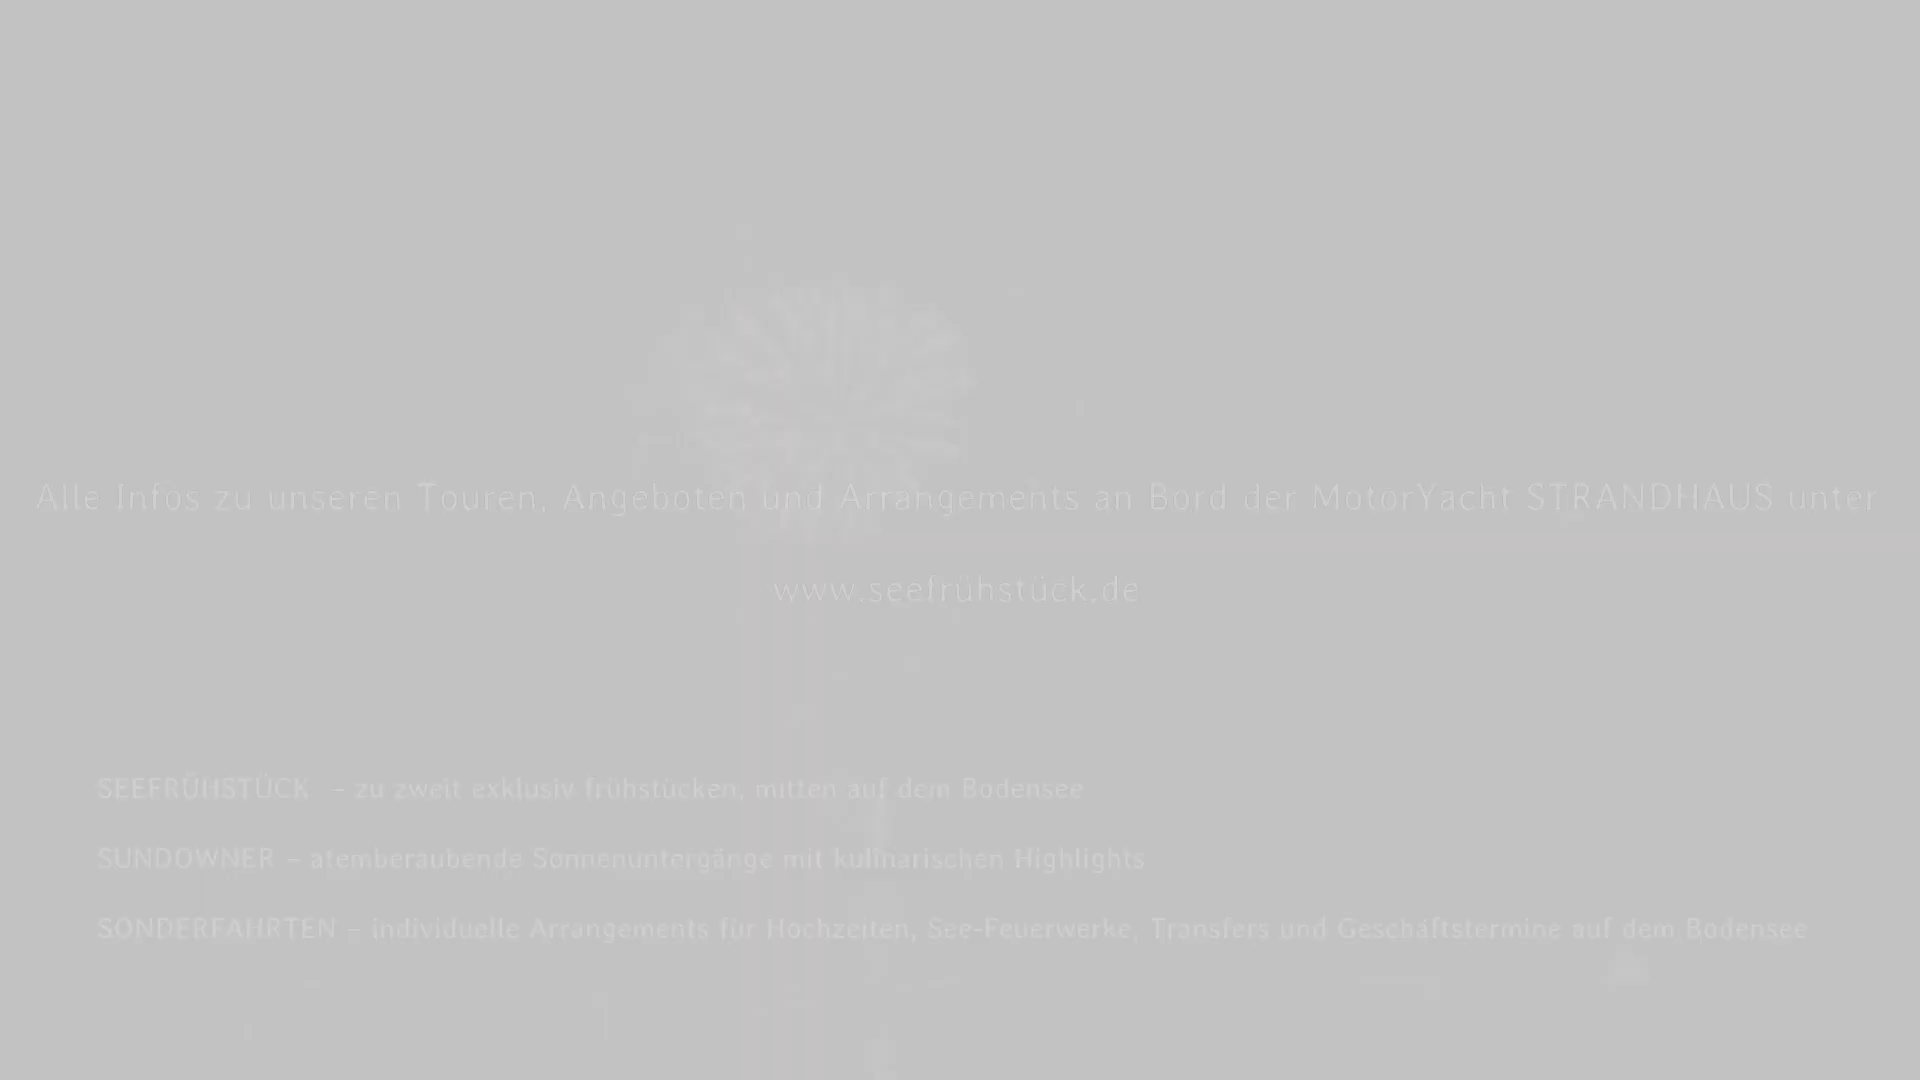 Alle Infos zu unseren Touren, Angeboten und Arrangements an Bord der MotorYacht STRANDHAUS unter
www.seefrühstück.de
SEEFRÜHSTÜCK – zu zweit exklusiv frühstücken, mitten auf dem Bodensee
SUNDOWNER – atemberaubende Sonnenuntergänge mit kulinarischen Highlights
SONDERFAHRTEN – individuelle Arrangements für Hochzeiten, See-Feuerwerke, Transfers und Geschäftstermine auf dem Bodensee